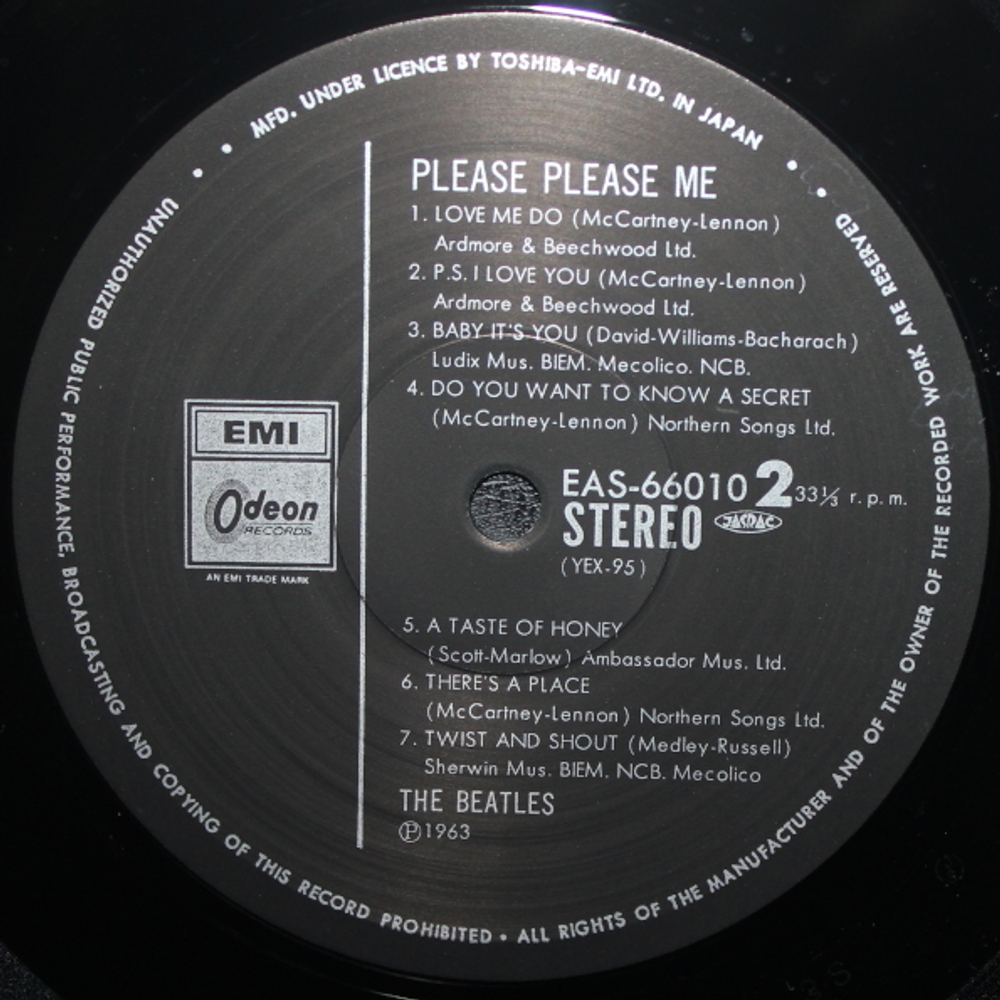 MFD. UNDER LICENCE BY TOSHIBA-EMI LTD. IN JAPAN
UNAUTHORIZED PUBLIC PERFORMANCE, BROADCASTING AND COPYING OF THIS RECORD PROHIBITED • ALL RIGHTS OF THE MANUFACTURER AND OF THE OWNER OF THE RECORDED WORK ARE RESERVED
PLEASE PLEASE ME
1. LOVE ME DO (McCartney-Lennon)
Ardmore & Beechwood Ltd.
2. P.S. I LOVE YOU (McCartney-Lennon)
Ardmore & Beechwood Ltd.
3. BABY IT'S YOU (David-Williams-Bacharach)
Ludix Mus. BIEM. Mecolico. NCB.
4. DO YOU WANT TO KNOW A SECRET
(McCartney-Lennon) Northern Songs Ltd.
EMI
Odeon
RECORDS
AN EMI TRADE MARK
EAS-66010 2 33⅓ r.p.m.
STEREO JASRAC
(YEX-95)
5. A TASTE OF HONEY
(Scott-Marlow) Ambassador Mus. Ltd.
6. THERE'S A PLACE
(McCartney-Lennon) Northern Songs Ltd.
7. TWIST AND SHOUT (Medley-Russell)
Sherwin Mus. BIEM. NCB. Mecolico
THE BEATLES
℗1963